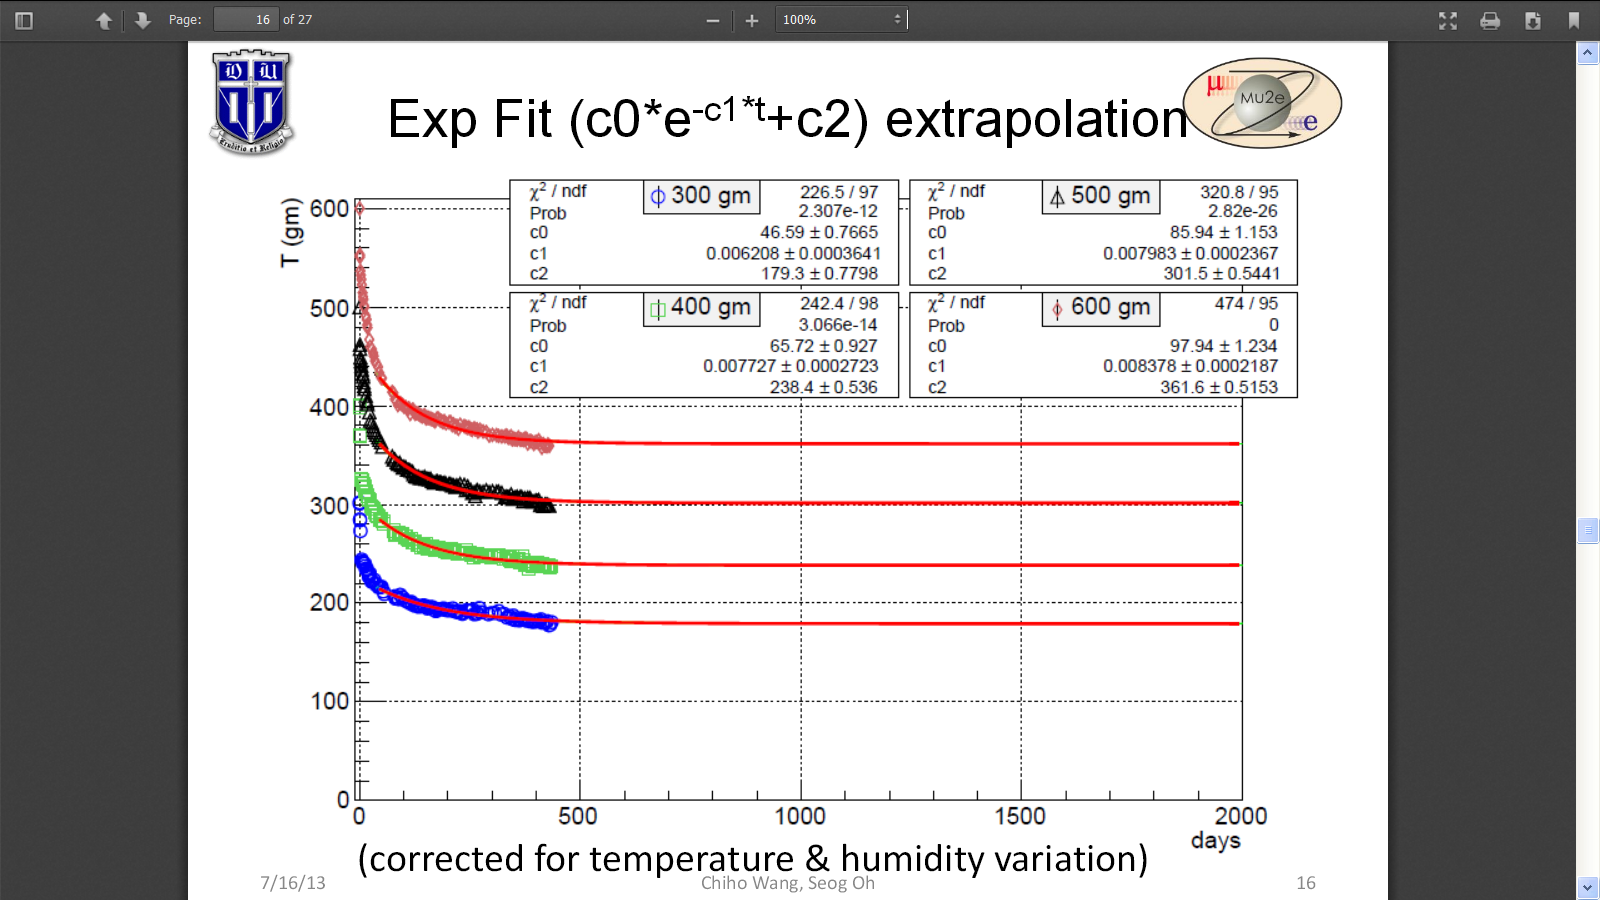 Page: 16 of 27 100%
Exp Fit (c0*e-c1*t+c2) extrapolation
D U
Eruditio et Religio
μ Mu2e e
T (gm)
600
500
400
300
200
100
0
χ2 / ndf 300 gm 226.5 / 97
Prob 2.307e-12
c0 46.59 ± 0.7665
c1 0.006208 ± 0.0003641
c2 179.3 ± 0.7798
χ2 / ndf 500 gm 320.8 / 95
Prob 2.82e-26
c0 85.94 ± 1.153
c1 0.007983 ± 0.0002367
c2 301.5 ± 0.5441
χ2 / ndf 400 gm 242.4 / 98
Prob 3.066e-14
c0 65.72 ± 0.927
c1 0.007727 ± 0.0002723
c2 238.4 ± 0.536
χ2 / ndf 600 gm 474 / 95
Prob 0
c0 97.94 ± 1.234
c1 0.008378 ± 0.0002187
c2 361.6 ± 0.5153
0 500 1000 1500 2000
days
(corrected for temperature & humidity variation)
7/16/13 Chiho Wang, Seog Oh 16